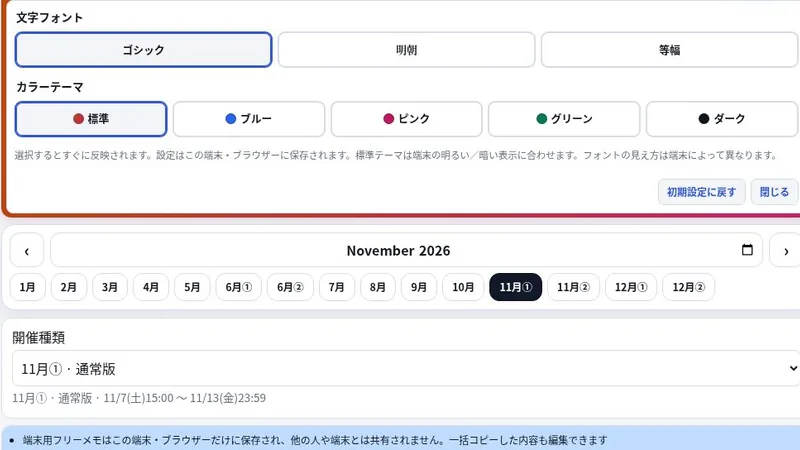 文字フォント
ゴシック 明朝 等幅
カラーテーマ
標準 ブルー ピンク グリーン ダーク
選択するとすぐに反映されます。設定はこの端末・ブラウザーに保存されます。標準テーマは端末の明るい／暗い表示に合わせます。フォントの見え方は端末によって異なります。
初期設定に戻す 閉じる
‹ November 2026 ›
1月 2月 3月 4月 5月 6月① 6月② 7月 8月 9月 10月 11月① 11月② 12月① 12月②
開催種類
11月①・通常版
11月①・通常版・11/7(土)15:00 〜 11/13(金)23:59
• 端末用フリーメモはこの端末・ブラウザーだけに保存され、他の人や端末とは共有されません。一括コピーした内容も編集できます